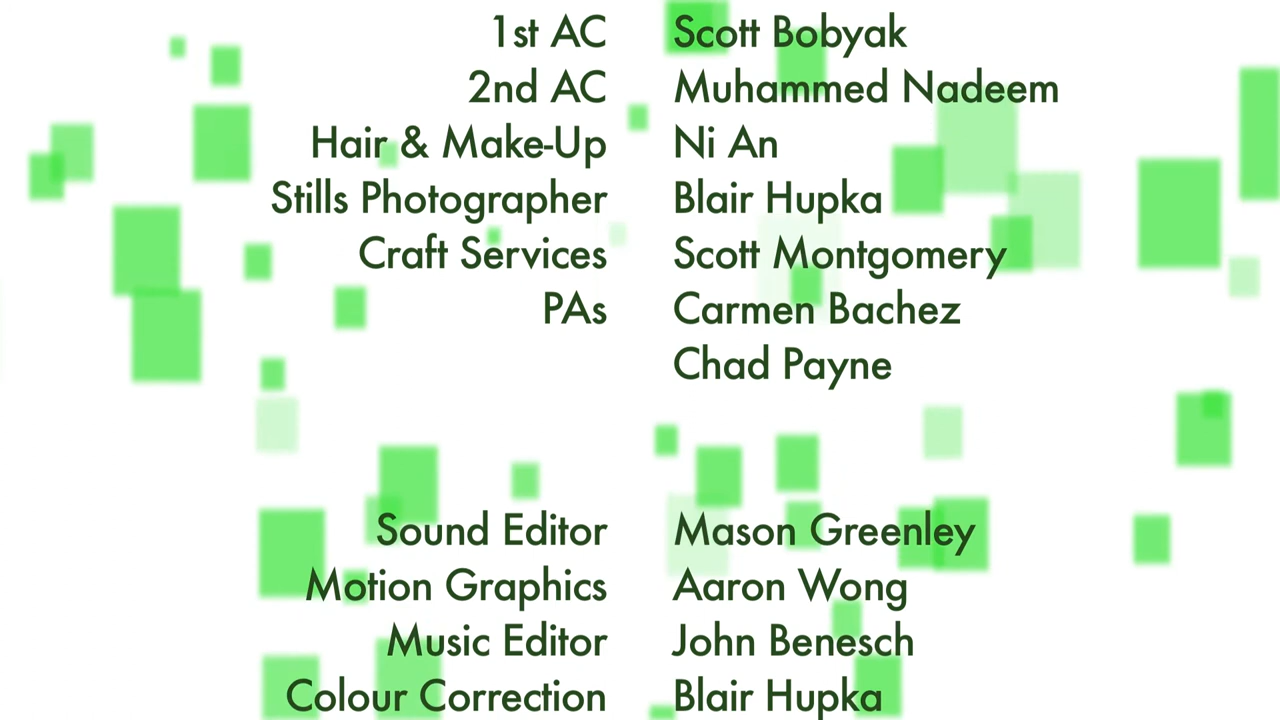 1st AC Scott Bobyak
2nd AC Muhammed Nadeem
Hair & Make-Up Ni An
Stills Photographer Blair Hupka
Craft Services Scott Montgomery
PAs Carmen Bachez
Chad Payne
Sound Editor Mason Greenley
Motion Graphics Aaron Wong
Music Editor John Benesch
Colour Correction Blair Hupka